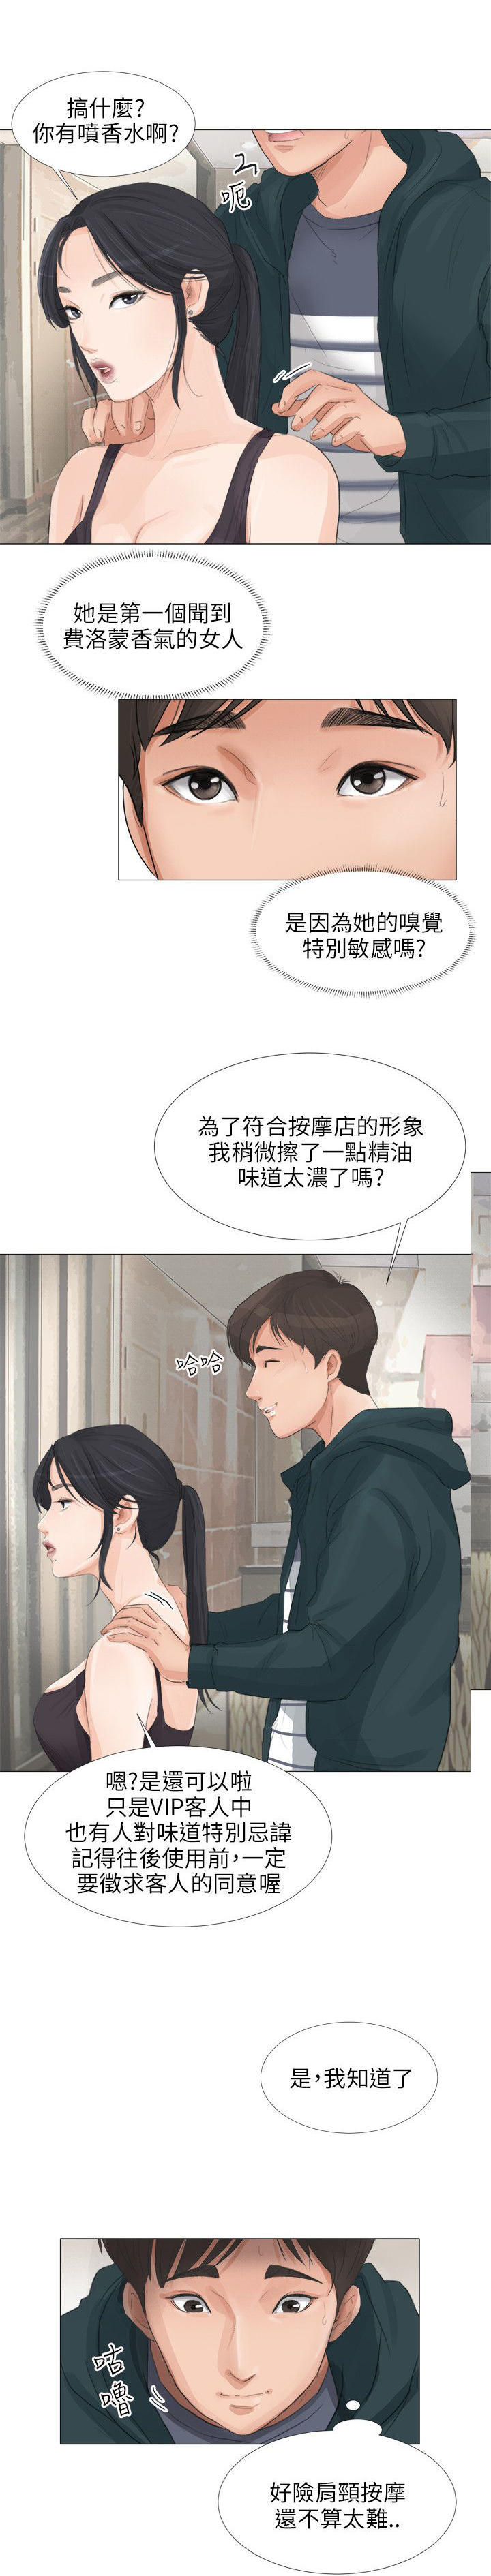 搞什麼?
你有噴香水啊?
呃
她是第一個聞到
費洛蒙香氣的女人
是因為她的嗅覺
特別敏感嗎?
為了符合按摩店的形象
我稍微擦了一點精油
味道太濃了嗎?
哈哈
嗯?是還可以啦
只是VIP客人中
也有人對味道特別忌諱
記得往後使用前,一定
要徵求客人的同意喔
是,我知道了
咕
嚕
好險肩頸按摩
還不算太難..